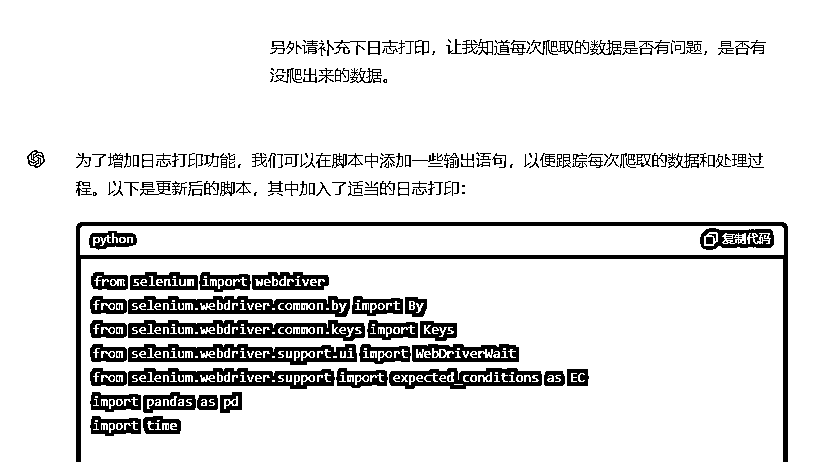 另外请补充下日志打印，让我知道每次爬取的数据是否有问题，是否有
没爬出来的数据。
为了增加日志打印功能，我们可以在脚本中添加一些输出语句，以便跟踪每次爬取的数据和处理过
程。以下是更新后的脚本，其中加入了适当的日志打印：
python 复制代码
from selenium import webdriver
from selenium.webdriver.common.by import By
from selenium.webdriver.common.keys import Keys
from selenium.webdriver.support.ui import WebDriverWait
from selenium.webdriver.support import expected_conditions as EC
import pandas as pd
import time